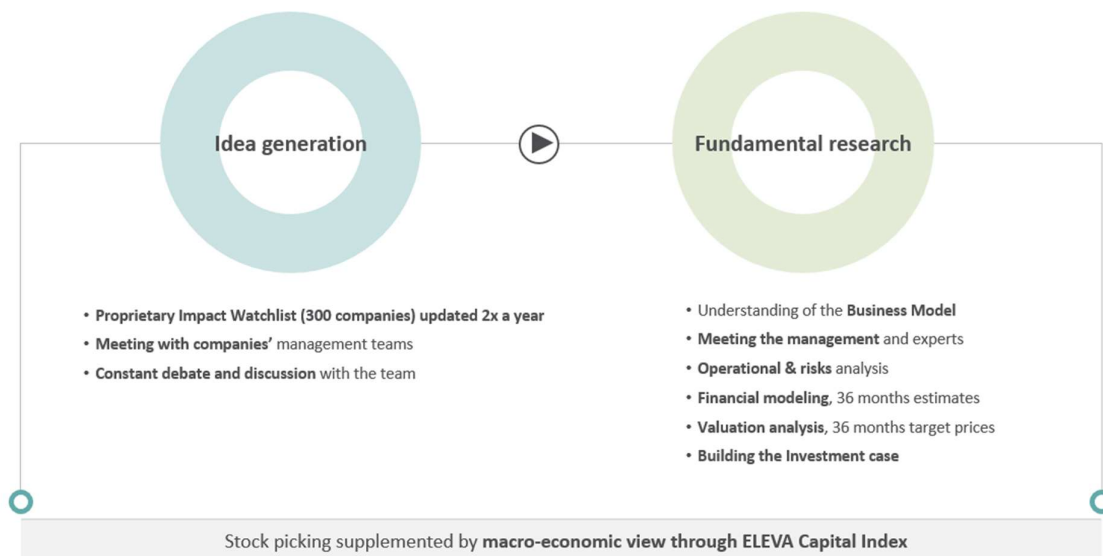 Idea generation
Fundamental research
• Proprietary Impact Watchlist (300 companies) updated 2x a year
• Meeting with companies’ management teams
• Constant debate and discussion with the team
• Understanding of the Business Model
• Meeting the management and experts
• Operational & risks analysis
• Financial modeling, 36 months estimates
• Valuation analysis, 36 months target prices
• Building the Investment case
Stock picking supplemented by macro-economic view through ELEVA Capital Index